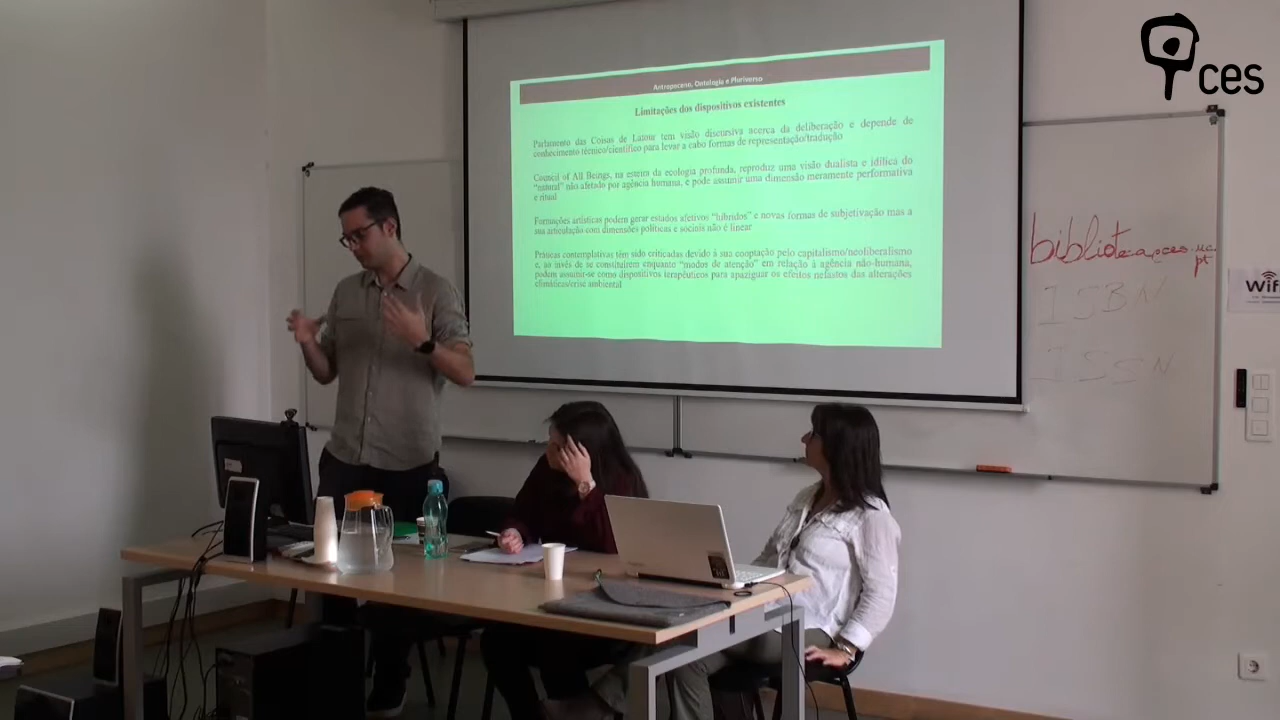 ces
Antropoceno, Ontologia e Pluriverso
Limitações dos dispositivos existentes
Parlamento das Coisas de Latour tem visão discursiva acerca da deliberação e depende de
conhecimento técnico/científico para levar a cabo formas de representação/tradução
Council of All Beings, na esteira da ecologia profunda, reproduz uma visão dualista e idílica do
“natural” não afetado por agência humana, e pode assumir uma dimensão meramente performativa
e ritual
Formações artísticas podem gerar estados afetivos “híbridos” e novas formas de subjetivação mas a
sua articulação com dimensões políticas e sociais não é linear
Práticas contemplativas têm sido criticadas devido à sua cooptação pelo capitalismo/neoliberalismo
e, ao invés de se constituírem enquanto “modos de atenção” em relação à agência não-humana,
podem assumir-se como dispositivos terapêuticos para apaziguar os efeitos nefastos das alterações
climáticas/crise ambiental
biblioteca
pt
ISBN
ISSN
Wifi